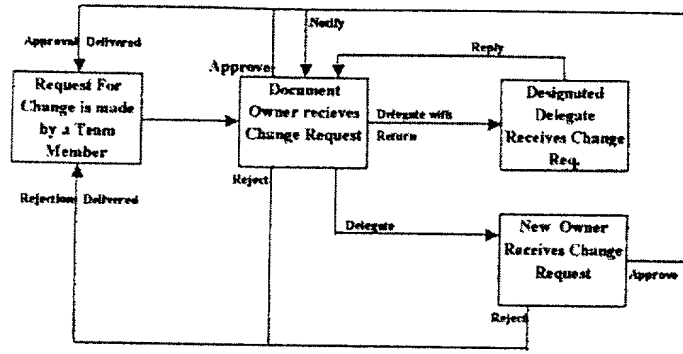 Notify
Approval Delivered
Reply
Approve
Request For
Change is made
by a Team
Member
Document
Owner recieves
Change Request
Delegate with
Return
Designated
Delegate
Receives Change
Req.
Reject
Rejections Delivered
Delegate
New Owner
Receives Change
Request
Approve
Reject